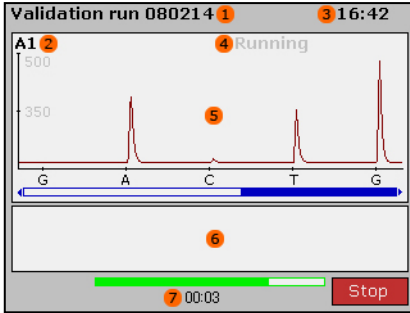 Validation run 080214 1 3 16:42
A1 2 4 Running
500
350
5
G A C T G
6
7 00:03
Stop